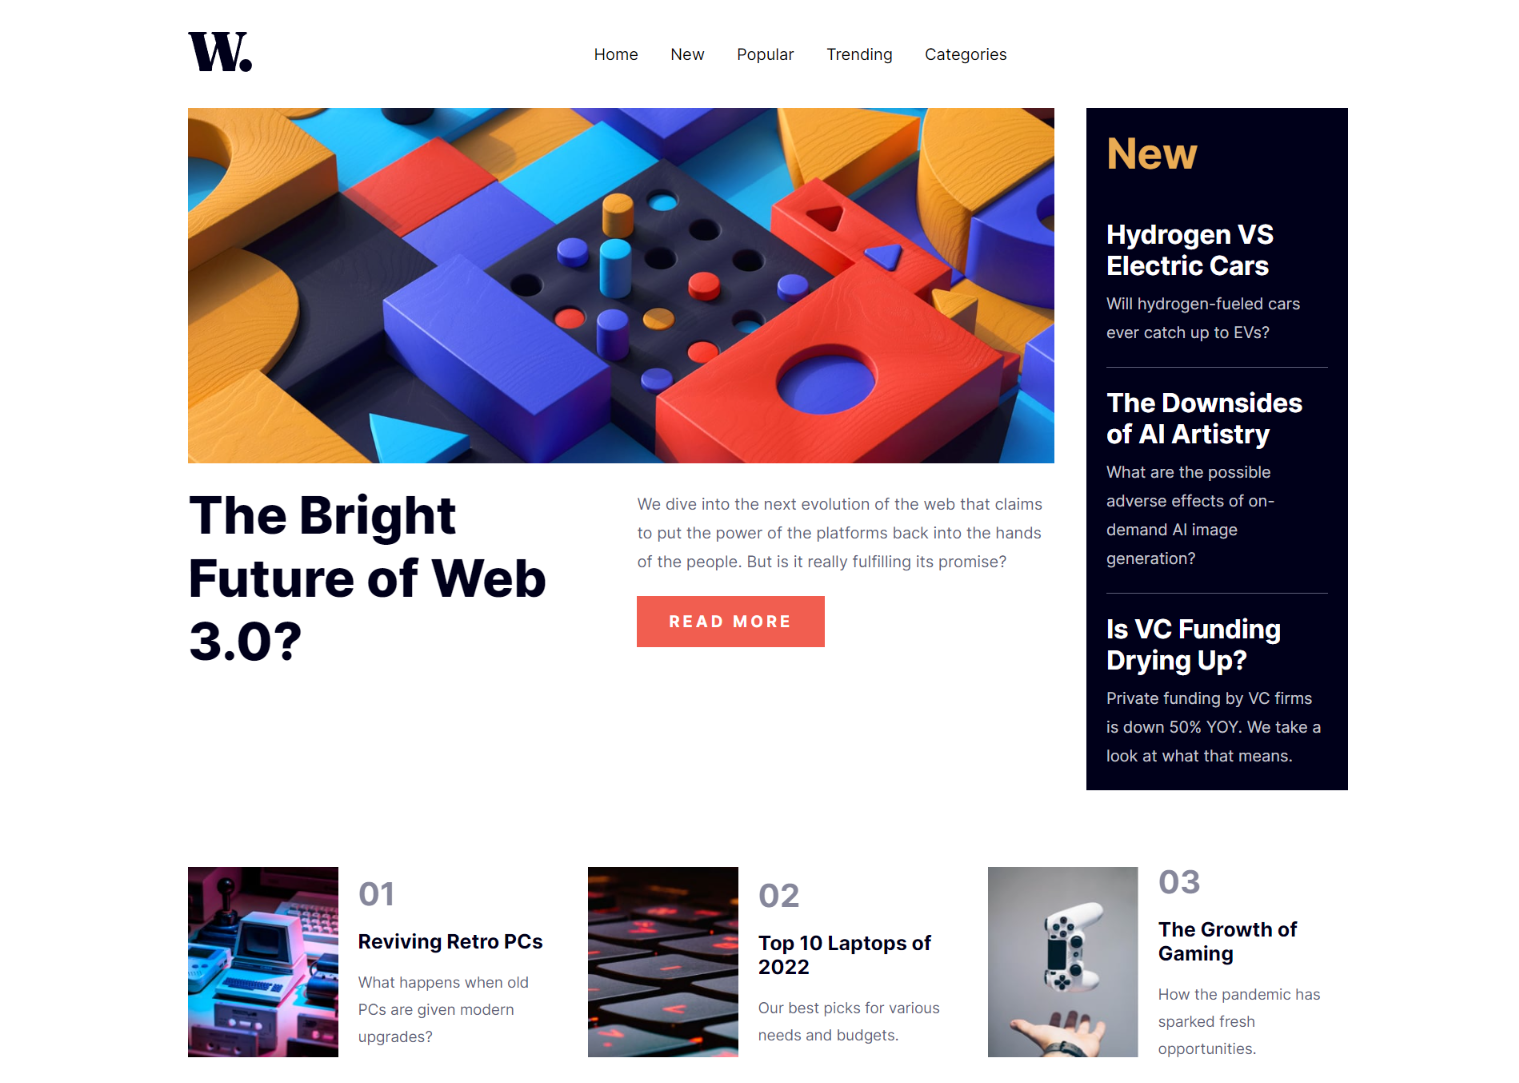 W.
Home New Popular Trending Categories
The Bright
Future of Web
3.0?
We dive into the next evolution of the web that claims
to put the power of the platforms back into the hands
of the people. But is it really fulfilling its promise?
READ MORE
New
Hydrogen VS
Electric Cars
Will hydrogen-fueled cars
ever catch up to EVs?
The Downsides
of AI Artistry
What are the possible
adverse effects of on-
demand AI image
generation?
Is VC Funding
Drying Up?
Private funding by VC firms
is down 50% YOY. We take a
look at what that means.
01
Reviving Retro PCs
What happens when old
PCs are given modern
upgrades?
02
Top 10 Laptops of
2022
Our best picks for various
needs and budgets.
03
The Growth of
Gaming
How the pandemic has
sparked fresh
opportunities.